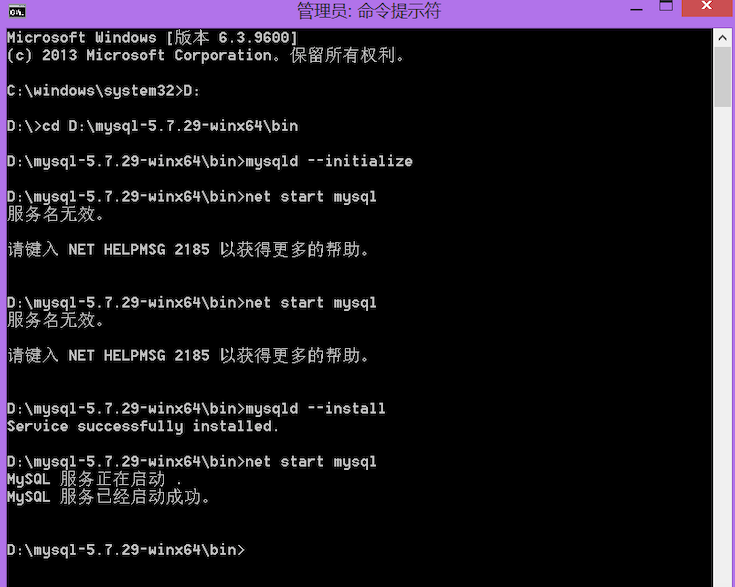 管理员: 命令提示符
Microsoft Windows [版本 6.3.9600]
(c) 2013 Microsoft Corporation。保留所有权利。
C:\windows\system32>D:
D:\>cd D:\mysql-5.7.29-winx64\bin
D:\mysql-5.7.29-winx64\bin>mysqld --initialize
D:\mysql-5.7.29-winx64\bin>net start mysql
服务名无效。
请键入 NET HELPMSG 2185 以获得更多的帮助。
D:\mysql-5.7.29-winx64\bin>net start mysql
服务名无效。
请键入 NET HELPMSG 2185 以获得更多的帮助。
D:\mysql-5.7.29-winx64\bin>mysqld --install
Service successfully installed.
D:\mysql-5.7.29-winx64\bin>net start mysql
MySQL 服务正在启动 .
MySQL 服务已经启动成功。
D:\mysql-5.7.29-winx64\bin>